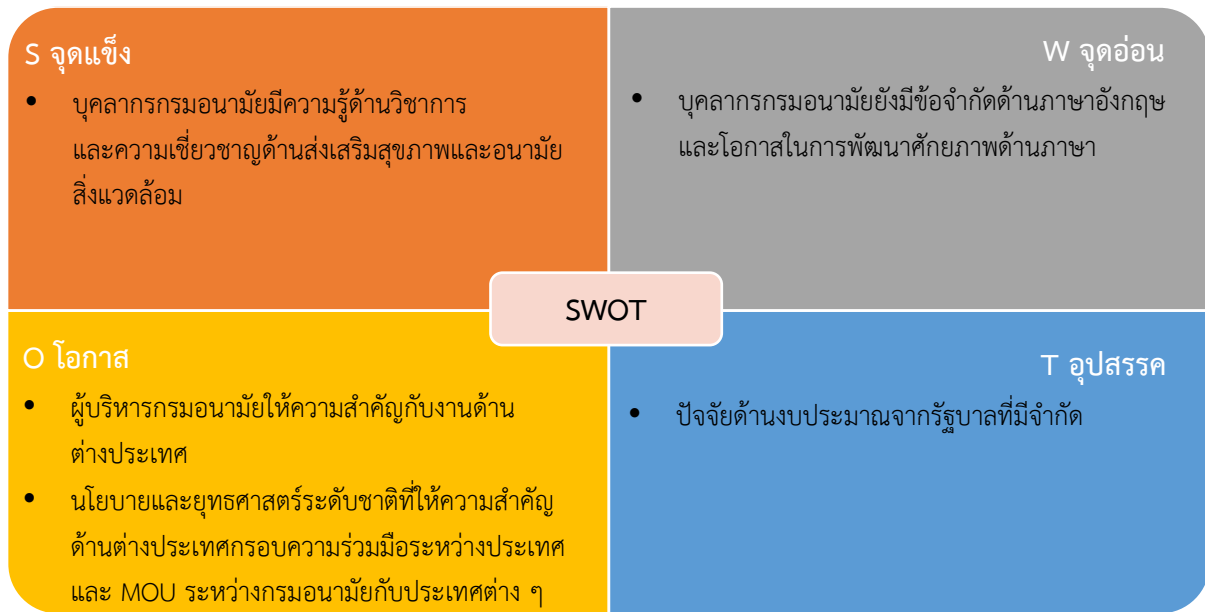 S จุดแข็ง
• บุคลากรกรมอนามัยมีความรู้ด้านวิชาการ
และความเชี่ยวชาญด้านส่งเสริมสุขภาพและอนามัย
สิ่งแวดล้อม
W จุดอ่อน
• บุคลากรกรมอนามัยยังมีข้อจำกัดด้านภาษาอังกฤษ
และโอกาสในการพัฒนาศักยภาพด้านภาษา
SWOT
O โอกาส
• ผู้บริหารกรมอนามัยให้ความสำคัญกับงานด้าน
ต่างประเทศ
• นโยบายและยุทธศาสตร์ระดับชาติที่ให้ความสำคัญ
ด้านต่างประเทศกรอบความร่วมมือระหว่างประเทศ
และ MOU ระหว่างกรมอนามัยกับประเทศต่าง ๆ
T อุปสรรค
• ปัจจัยด้านงบประมาณจากรัฐบาลที่มีจำกัด